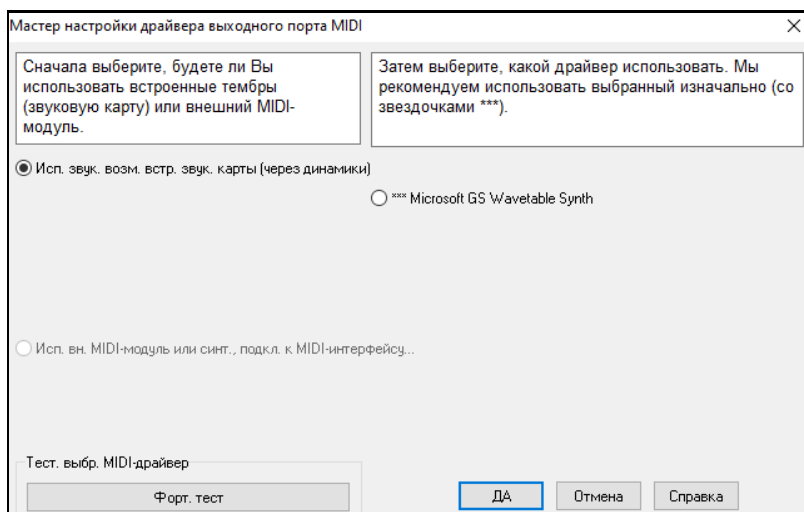 Мастер настройки драйвера выходного порта MIDI
Сначала выберите, будете ли Вы
использовать встроенные тембры
(звуковую карту) или внешний MIDI-
модуль.
Затем выберите, какой драйвер использовать. Мы
рекомендуем использовать выбранный изначально (со
звездочками ***).
Исп. звук. возм. встр. звук. карты (через динамики)
*** Microsoft GS Wavetable Synth
Исп. вн. MIDI-модуль или синт., подкл. к MIDI-интерфейсу...
Тест. выбр. MIDI-драйвер
Форт. тест
ДА
Отмена
Справка